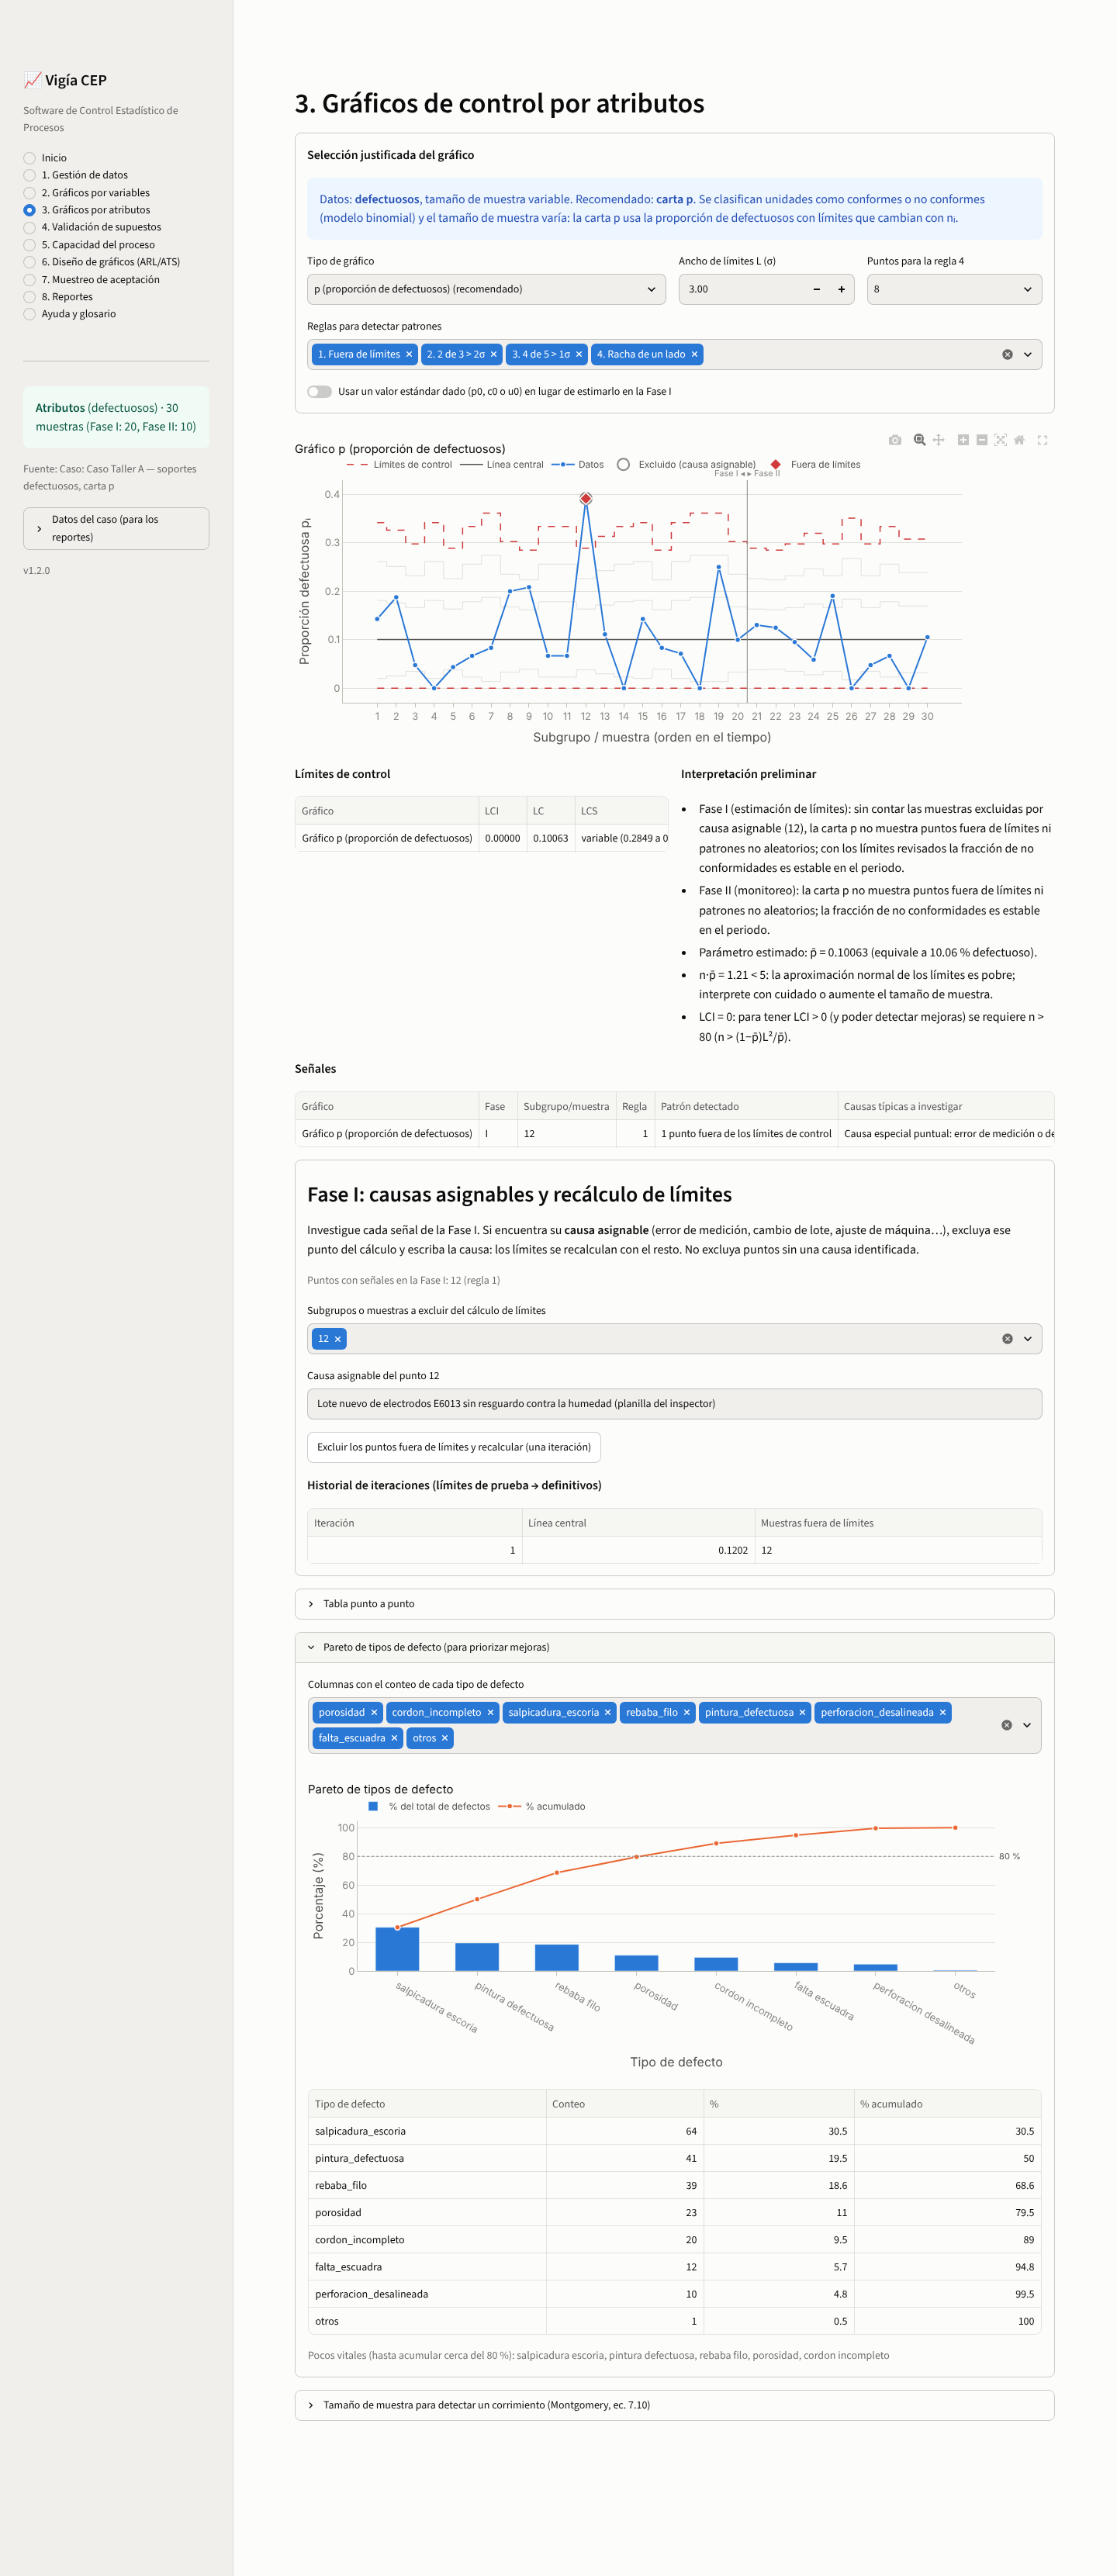 📈 Vigía CEP
Software de Control Estadístico de
Procesos
Inicio
1. Gestión de datos
2. Gráficos por variables
3. Gráficos por atributos
4. Validación de supuestos
5. Capacidad del proceso
6. Diseño de gráficos (ARL/ATS)
7. Muestreo de aceptación
8. Reportes
Ayuda y glosario
Atributos (defectuosos) · 30
muestras (Fase I: 20, Fase II: 10)
Fuente: Caso: Caso Taller A — soportes
defectuosos, carta p
Datos del caso (para los
reportes)
v1.2.0
3. Gráficos de control por atributos
Selección justificada del gráfico
Datos: defectuosos, tamaño de muestra variable. Recomendado: carta p. Se clasifican unidades como conformes o no conformes
(modelo binomial) y el tamaño de muestra varía: la carta p usa la proporción de defectuosos con límites que cambian con nᵢ.
Tipo de gráfico
Ancho de límites L (σ)
Puntos para la regla 4
p (proporción de defectuosos) (recomendado)
3.00
8
Reglas para detectar patrones
1. Fuera de límites
2. 2 de 3 > 2σ
3. 4 de 5 > 1σ
4. Racha de un lado
Usar un valor estándar dado (p0, c0 o u0) en lugar de estimarlo en la Fase I
Gráfico p (proporción de defectuosos)
Límites de control
Línea central
Datos
Excluido (causa asignable)
Fuera de límites
Fase I ◂ ▸ Fase II
Proporción defectuosa pᵢ
0.4
0.3
0.2
0.1
0
1 2 3 4 5 6 7 8 9 10 11 12 13 14 15 16 17 18 19 20 21 22 23 24 25 26 27 28 29 30
Subgrupo / muestra (orden en el tiempo)
Límites de control
Gráfico LCI LC LCS
Gráfico p (proporción de defectuosos) 0.00000 0.10063 variable (0.2849 a 0
Interpretación preliminar
Fase I (estimación de límites): sin contar las muestras excluidas por
causa asignable (12), la carta p no muestra puntos fuera de límites ni
patrones no aleatorios; con los límites revisados la fracción de no
conformidades es estable en el periodo.
Fase II (monitoreo): la carta p no muestra puntos fuera de límites ni
patrones no aleatorios; la fracción de no conformidades es estable
en el periodo.
Parámetro estimado: p̄ = 0.10063 (equivale a 10.06 % defectuoso).
n·p̄ = 1.21 < 5: la aproximación normal de los límites es pobre;
interprete con cuidado o aumente el tamaño de muestra.
LCI = 0: para tener LCI > 0 (y poder detectar mejoras) se requiere n >
80 (n > (1−p̄)L²/p̄).
Señales
Gráfico Fase Subgrupo/muestra Regla Patrón detectado Causas típicas a investigar
Gráfico p (proporción de defectuosos) I 12 1 1 punto fuera de los límites de control Causa especial puntual: error de medición o de
Fase I: causas asignables y recálculo de límites
Investigue cada señal de la Fase I. Si encuentra su causa asignable (error de medición, cambio de lote, ajuste de máquina…), excluya ese
punto del cálculo y escriba la causa: los límites se recalculan con el resto. No excluya puntos sin una causa identificada.
Puntos con señales en la Fase I: 12 (regla 1)
Subgrupos o muestras a excluir del cálculo de límites
12
Causa asignable del punto 12
Lote nuevo de electrodos E6013 sin resguardo contra la humedad (planilla del inspector)
Excluir los puntos fuera de límites y recalcular (una iteración)
Historial de iteraciones (límites de prueba → definitivos)
Iteración Línea central Muestras fuera de límites
1 0.1202 12
Tabla punto a punto
Pareto de tipos de defecto (para priorizar mejoras)
Columnas con el conteo de cada tipo de defecto
porosidad
cordon_incompleto
salpicadura_escoria
rebaba_filo
pintura_defectuosa
perforacion_desalineada
falta_escuadra
otros
Pareto de tipos de defecto
% del total de defectos
% acumulado
Porcentaje (%)
100
80
60
40
20
0
80 %
salpicadura escoria
pintura defectuosa
rebaba filo
porosidad
cordon incompleto
falta escuadra
perforacion desalineada
otros
Tipo de defecto
Tipo de defecto Conteo % % acumulado
salpicadura_escoria 64 30.5 30.5
pintura_defectuosa 41 19.5 50
rebaba_filo 39 18.6 68.6
porosidad 23 11 79.5
cordon_incompleto 20 9.5 89
falta_escuadra 12 5.7 94.8
perforacion_desalineada 10 4.8 99.5
otros 1 0.5 100
Pocos vitales (hasta acumular cerca del 80 %): salpicadura escoria, pintura defectuosa, rebaba filo, porosidad, cordon incompleto
Tamaño de muestra para detectar un corrimiento (Montgomery, ec. 7.10)